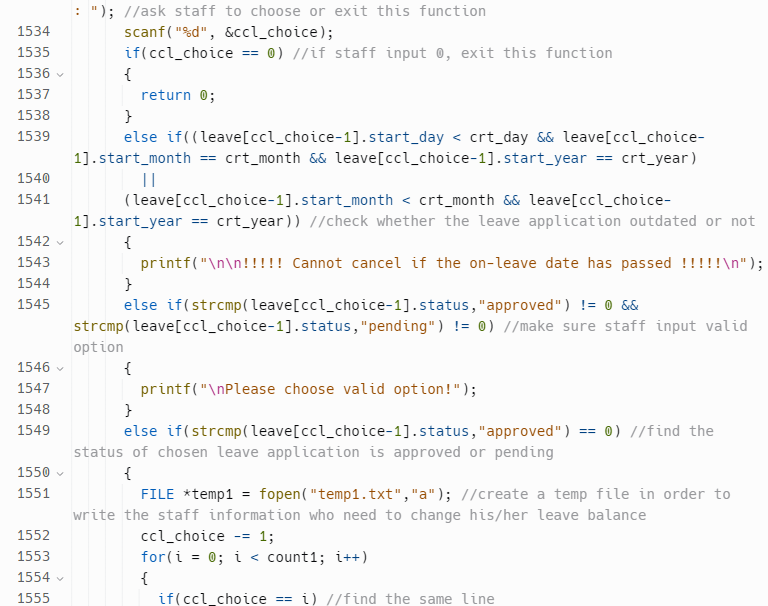 : "); //ask staff to choose or exit this function
1534 scanf("%d", &ccl_choice);
1535 if(ccl_choice == 0) //if staff input 0, exit this function
1536 {
1537 return 0;
1538 }
1539 else if((leave[ccl_choice-1].start_day < crt_day && leave[ccl_choice-
1].start_month == crt_month && leave[ccl_choice-1].start_year == crt_year)
1540 ||
1541 (leave[ccl_choice-1].start_month < crt_month && leave[ccl_choice-
1].start_year == crt_year)) //check whether the leave application outdated or not
1542 {
1543 printf("\n\n!!!!! Cannot cancel if the on-leave date has passed !!!!!\n");
1544 }
1545 else if(strcmp(leave[ccl_choice-1].status,"approved") != 0 &&
strcmp(leave[ccl_choice-1].status,"pending") != 0) //make sure staff input valid
option
1546 {
1547 printf("\nPlease choose valid option!");
1548 }
1549 else if(strcmp(leave[ccl_choice-1].status,"approved") == 0) //find the
status of chosen leave application is approved or pending
1550 {
1551 FILE *temp1 = fopen("temp1.txt","a"); //create a temp file in order to
write the staff information who need to change his/her leave balance
1552 ccl_choice -= 1;
1553 for(i = 0; i < count1; i++)
1554 {
1555 if(ccl_choice == i) //find the same line